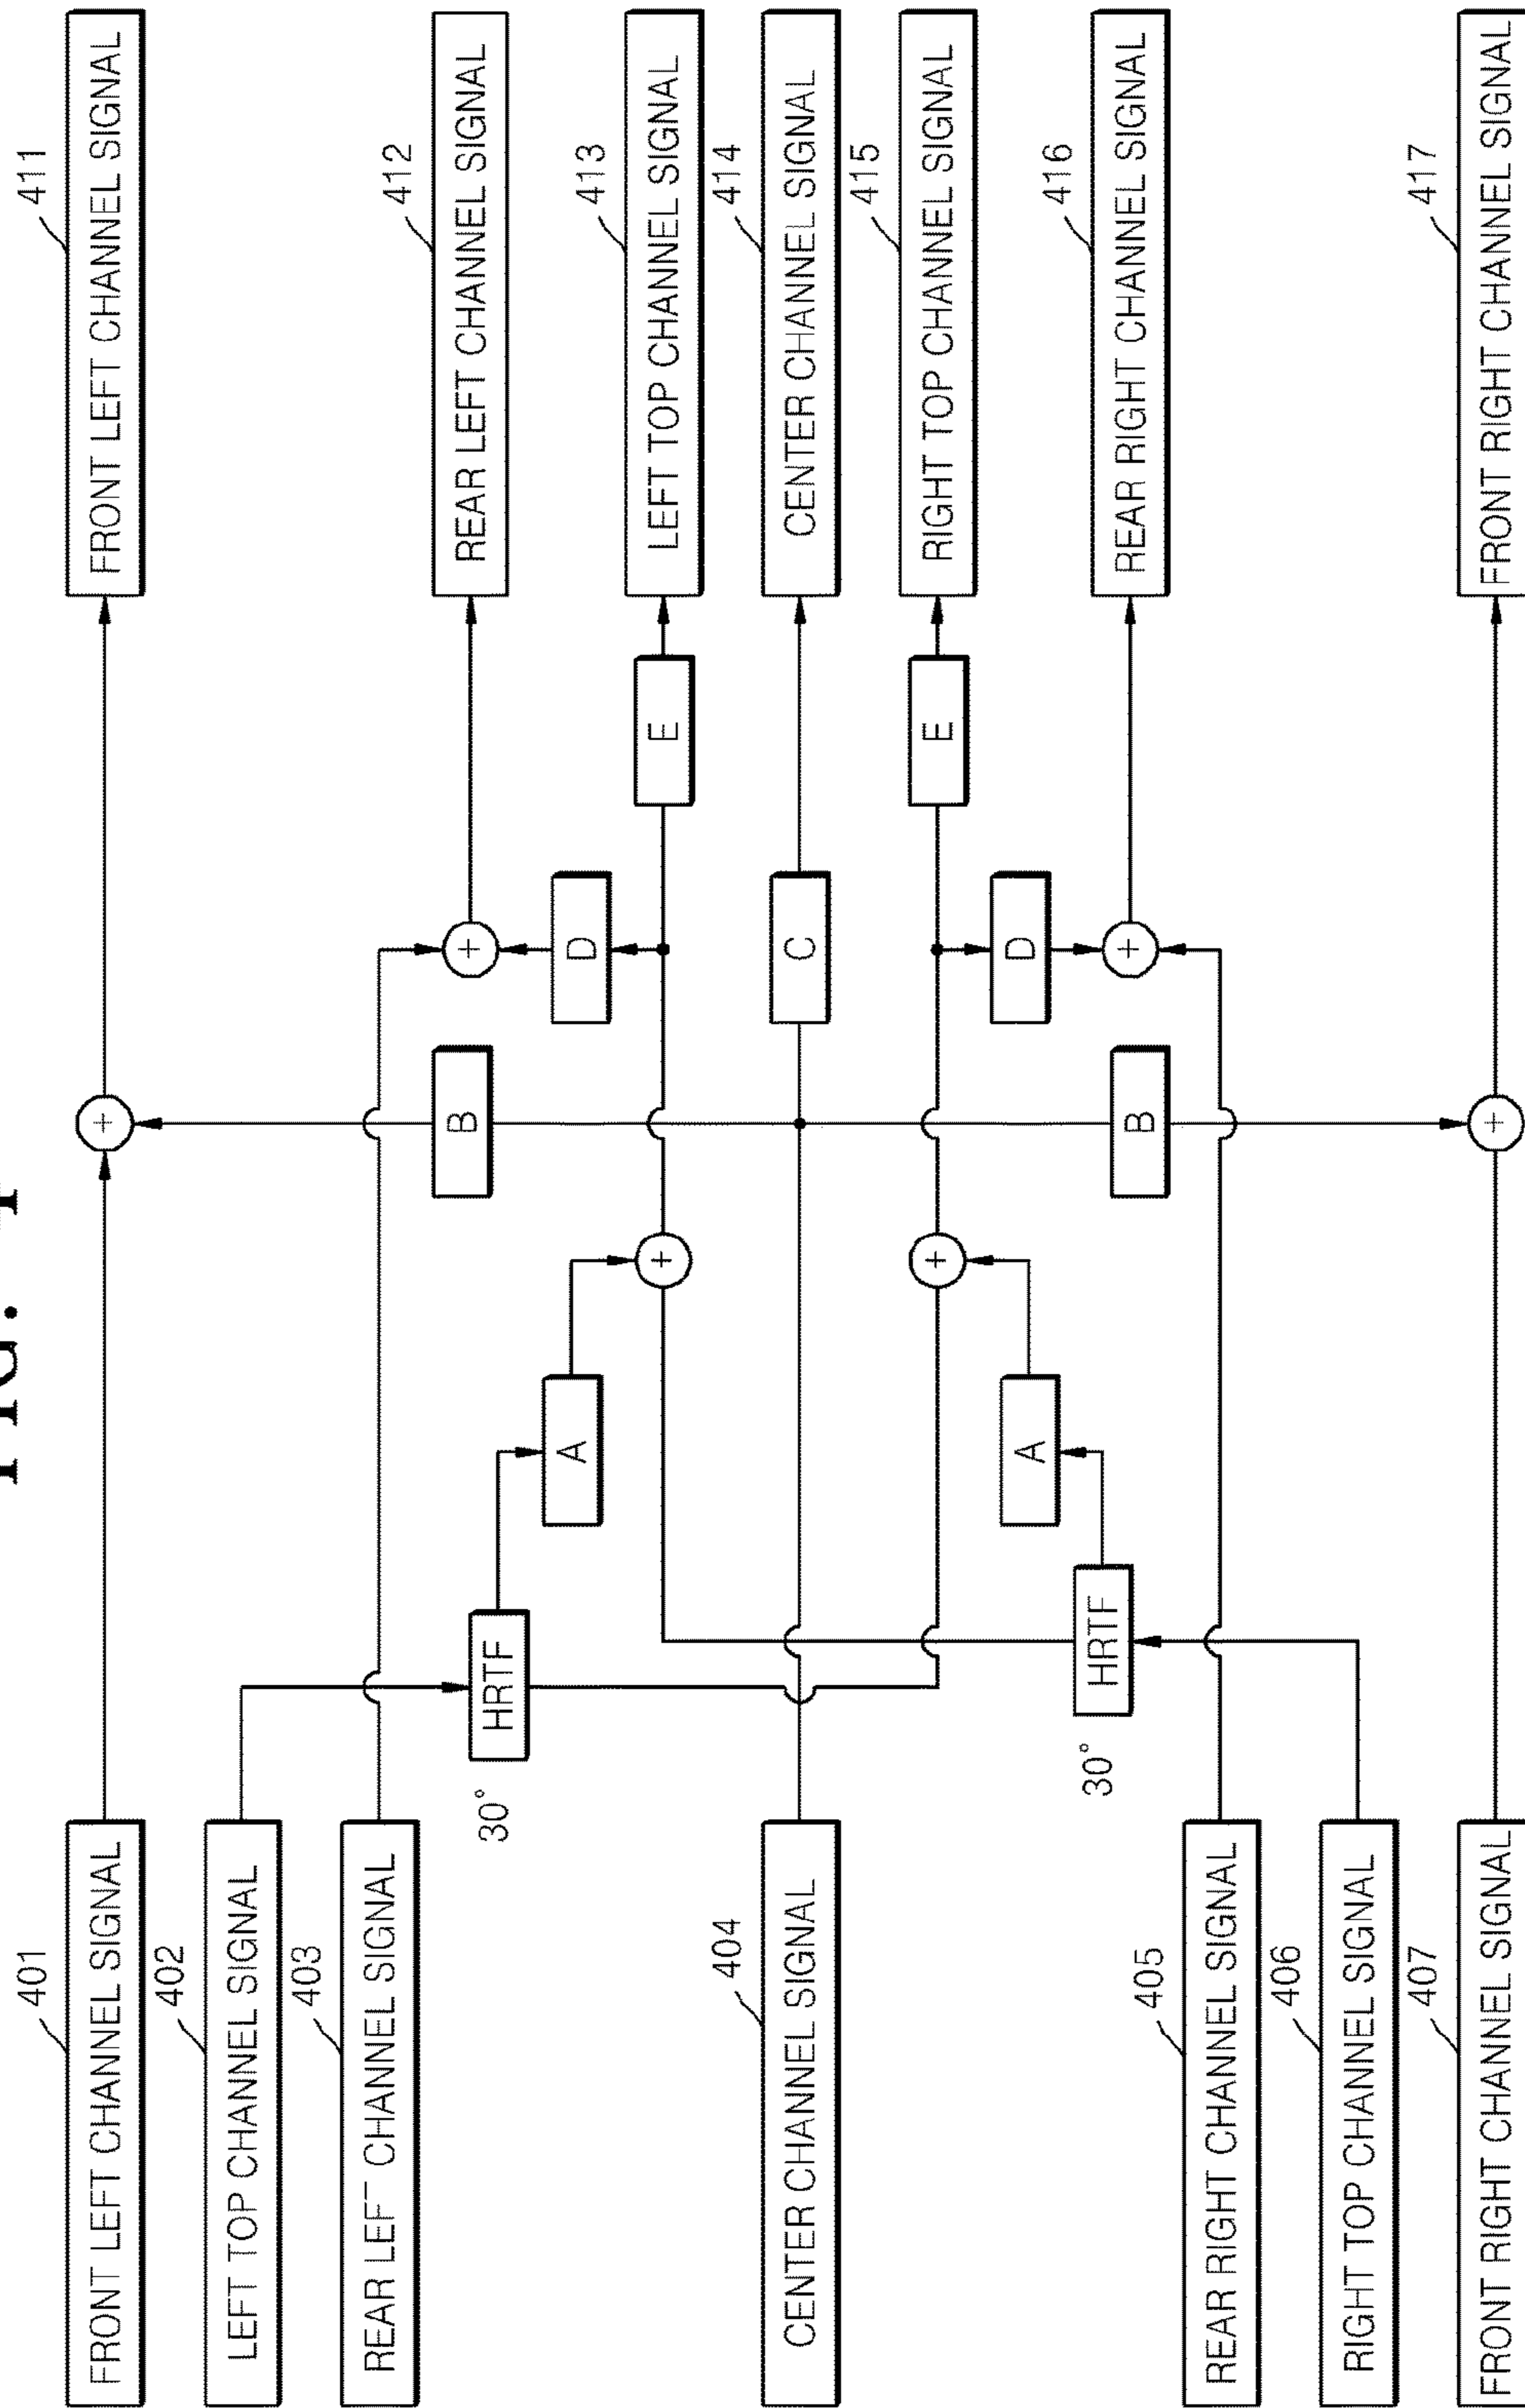 FIG. 4
401
FRONT LEFT CHANNEL SIGNAL
402
LEFT TOP CHANNEL SIGNAL
403
REAR LEFT CHANNEL SIGNAL
404
CENTER CHANNEL SIGNAL
405
REAR RIGHT CHANNEL SIGNAL
406
RIGHT TOP CHANNEL SIGNAL
407
FRONT RIGHT CHANNEL SIGNAL
30°
HRTF
30°
HRTF
A
A
+
+
B
B
+
+
C
D
D
+
+
E
E
411
FRONT LEFT CHANNEL SIGNAL
412
REAR LEFT CHANNEL SIGNAL
413
LEFT TOP CHANNEL SIGNAL
414
CENTER CHANNEL SIGNAL
415
RIGHT TOP CHANNEL SIGNAL
416
REAR RIGHT CHANNEL SIGNAL
417
FRONT RIGHT CHANNEL SIGNAL